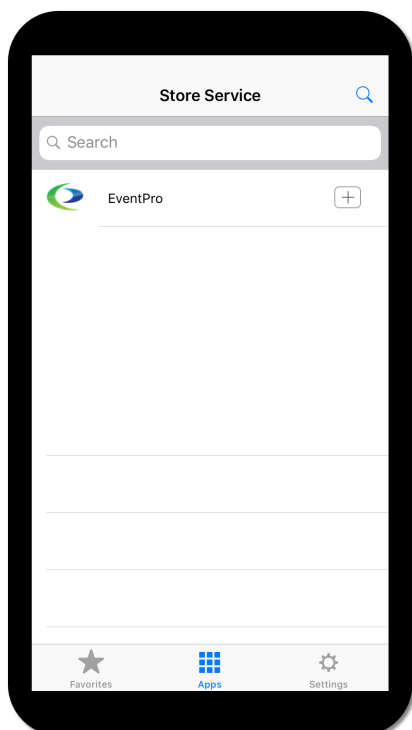 Store Service
Search
EventPro
Favorites
Apps
Settings